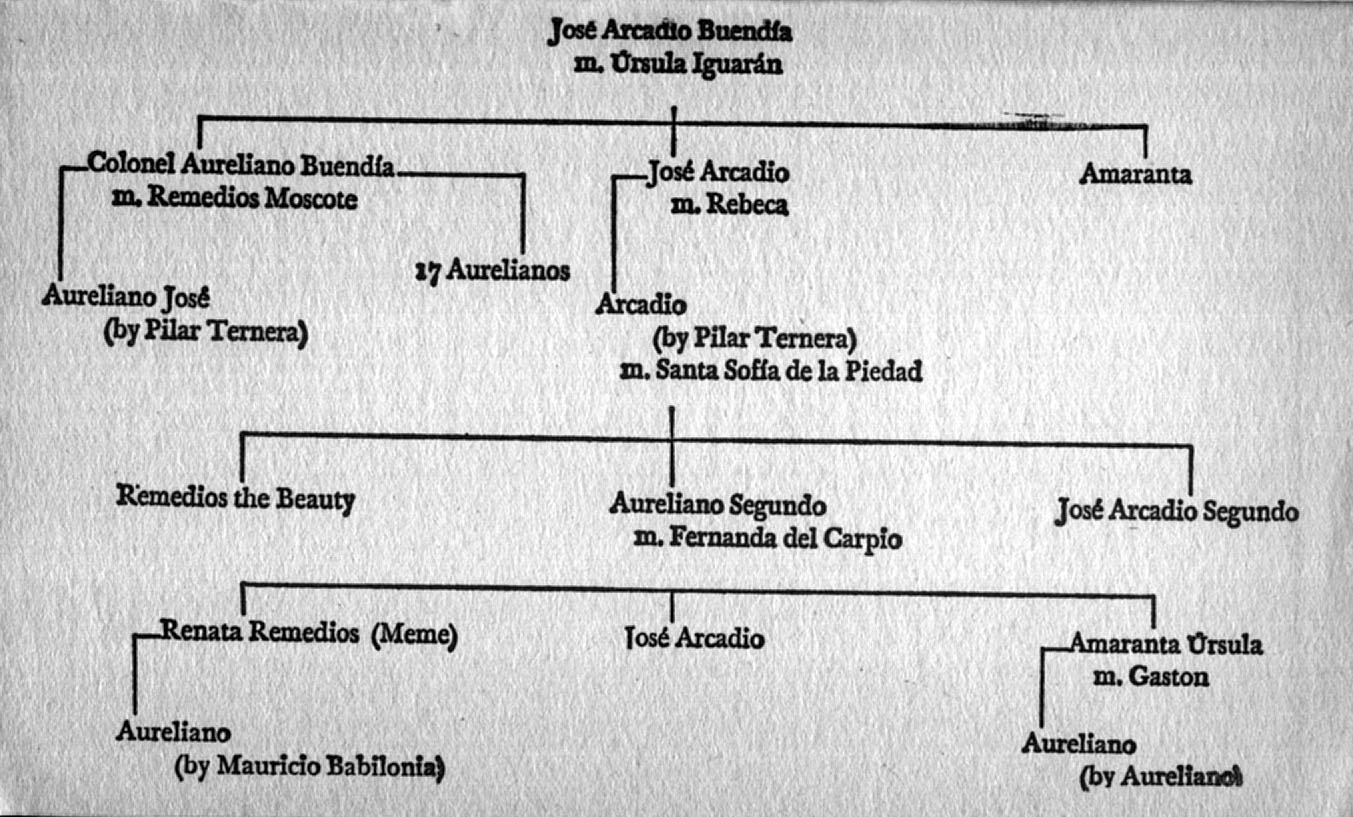 José Arcadio Buendía
m. Úrsula Iguarán
Colonel Aureliano Buendía
m. Remedios Moscote
José Arcadio
m. Rebeca
Amaranta
17 Aurelianos
Aureliano José
(by Pilar Ternera)
Arcadio
(by Pilar Ternera)
m. Santa Sofía de la Piedad
Remedios the Beauty
Aureliano Segundo
m. Fernanda del Carpio
José Arcadio Segundo
Renata Remedios (Meme)
José Arcadio
Amaranta Úrsula
m. Gaston
Aureliano
(by Mauricio Babilonia)
Aureliano
(by Aureliano)